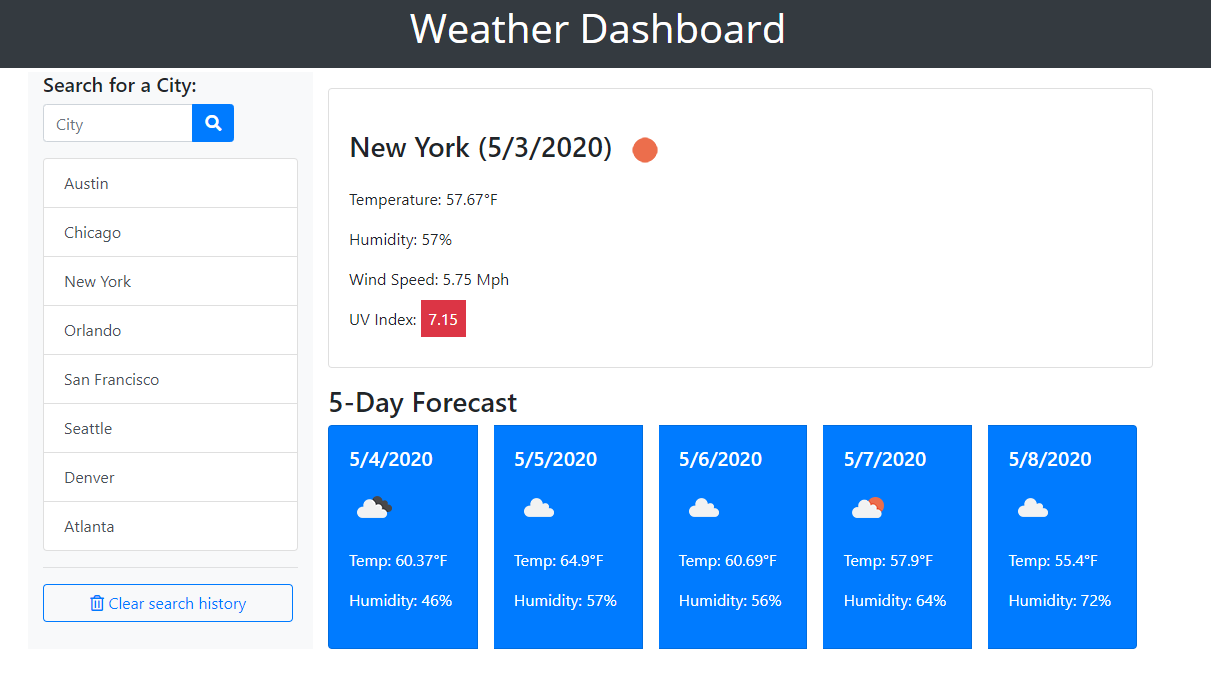 Weather Dashboard
Search for a City:
City
Austin
Chicago
New York
Orlando
San Francisco
Seattle
Denver
Atlanta
Clear search history
New York (5/3/2020)
Temperature: 57.67°F
Humidity: 57%
Wind Speed: 5.75 Mph
UV Index: 7.15
5-Day Forecast
5/4/2020
Temp: 60.37°F
Humidity: 46%
5/5/2020
Temp: 64.9°F
Humidity: 57%
5/6/2020
Temp: 60.69°F
Humidity: 56%
5/7/2020
Temp: 57.9°F
Humidity: 64%
5/8/2020
Temp: 55.4°F
Humidity: 72%